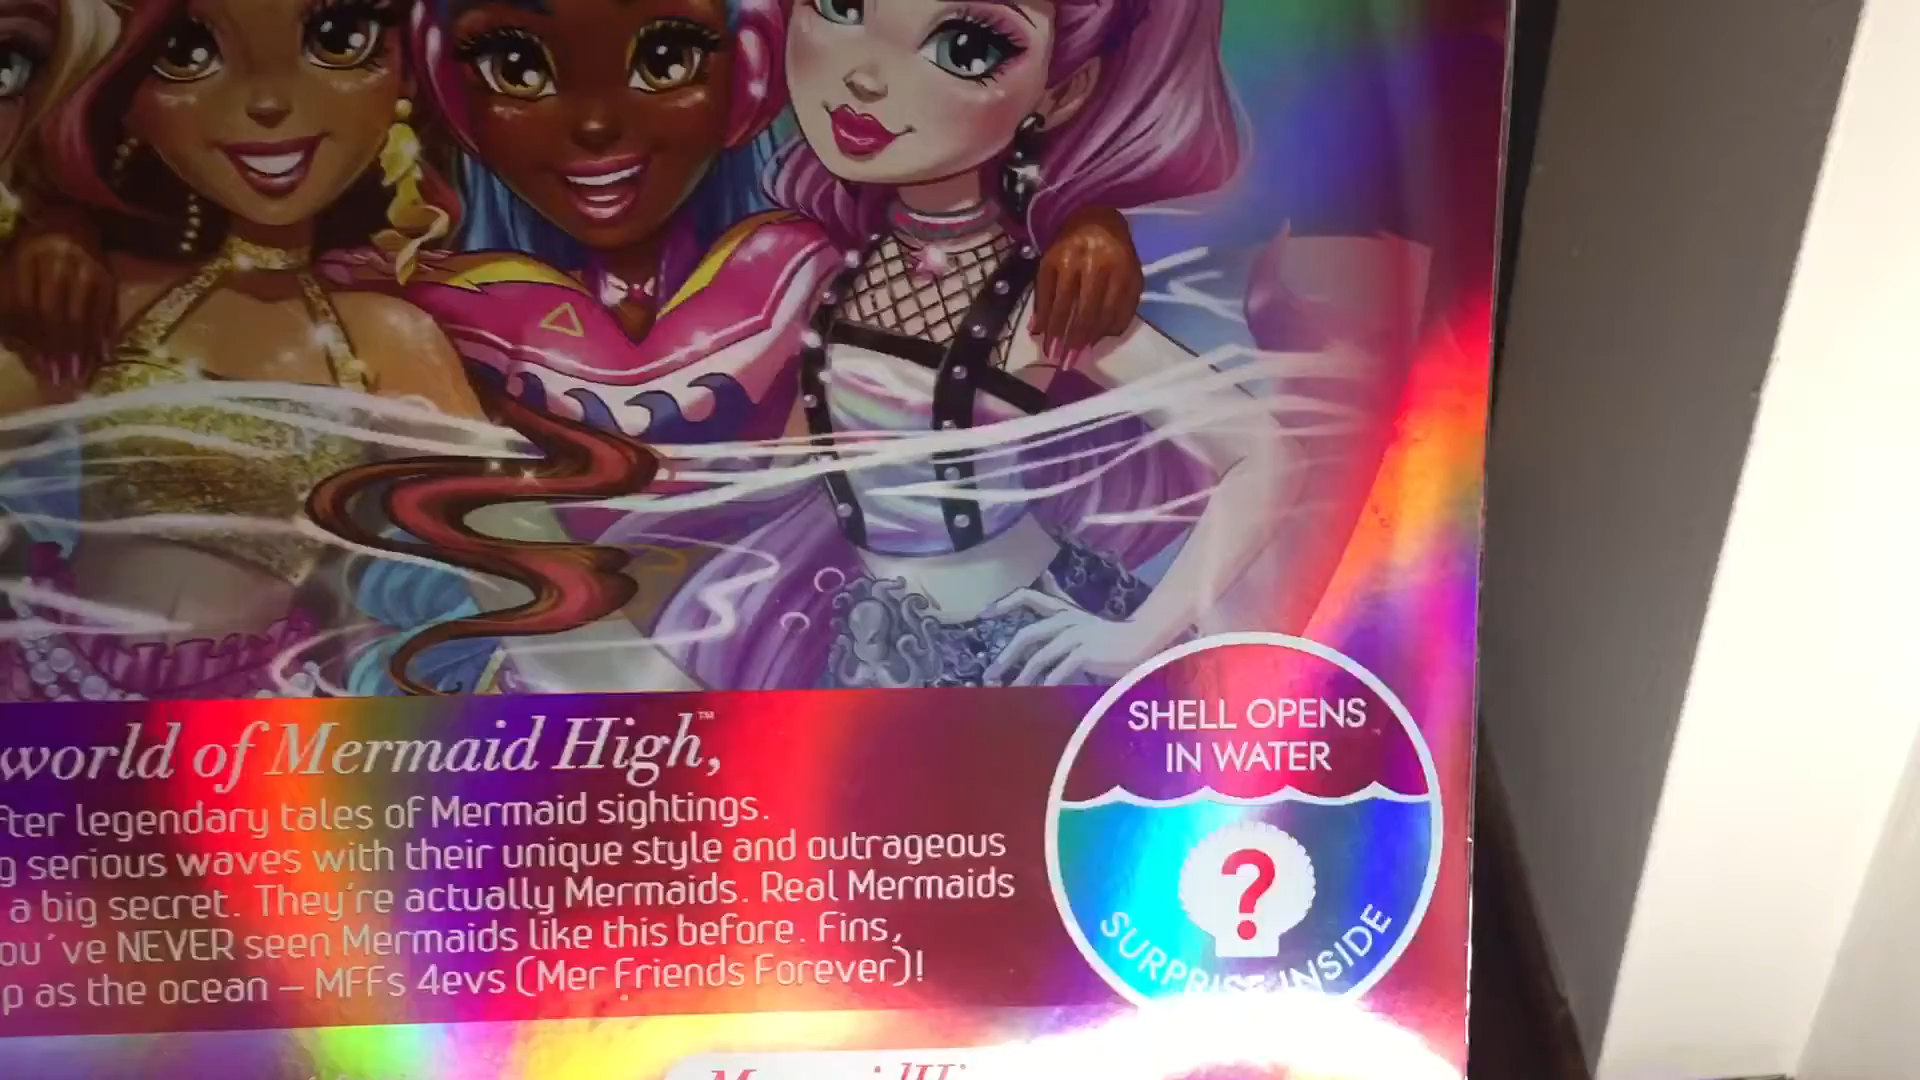 world of Mermaid High,™
fter legendary tales of Mermaid sightings.
g serious waves with their unique style and outrageous
a big secret. They're actually Mermaids. Real Mermaids
ou've NEVER seen Mermaids like this before. Fins,
p as the ocean – MFFs 4evs (Mer Friends Forever)!
SHELL OPENS
IN WATER
?
SURPRISE INSIDE